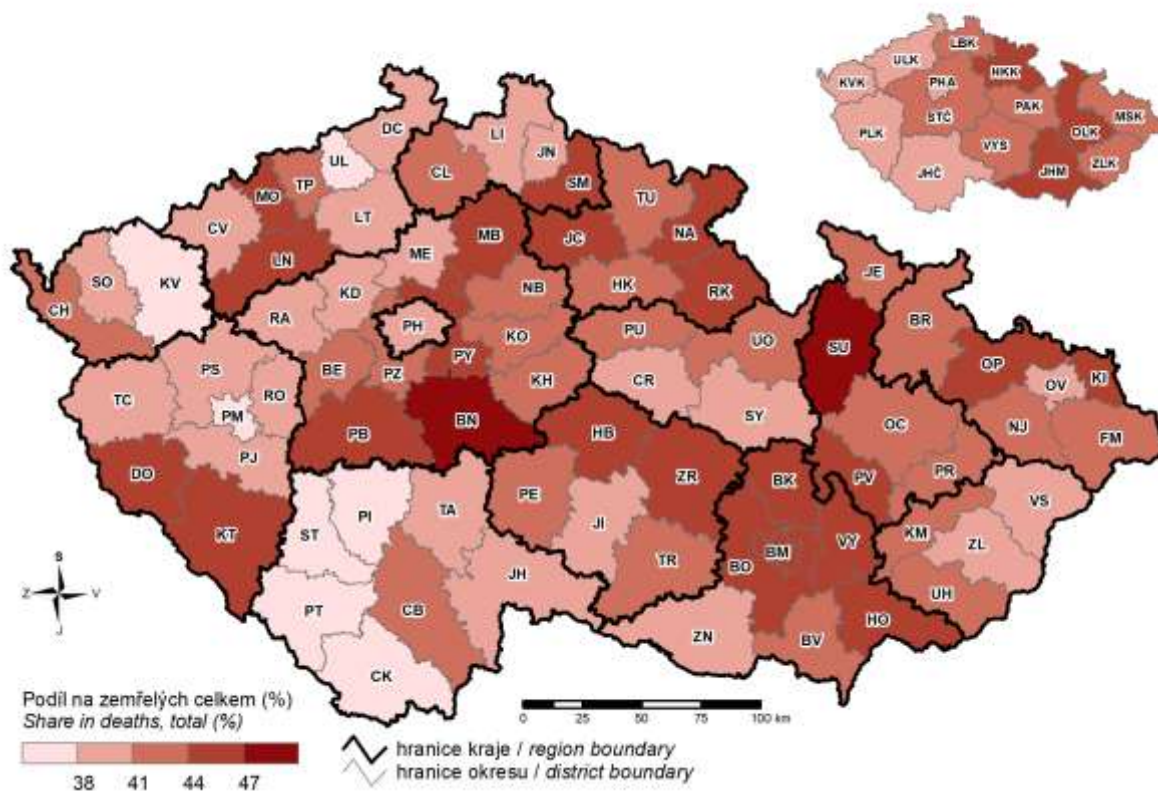 LBK
ULK
HKK
KVK
PHA
PAK
STČ
MSK
OLK
PLK
VYS
ZLK
JHM
JHČ
DC
LI
UL
JN
CL
MO
TP
SM
TU
CV
LT
MB
JC
NA
LN
ME
SO
KV
NB
HK
RK
JE
CH
KD
RA
PH
PU
UO
SU
BR
KO
PY
OP
PS
BE
PZ
OV
KI
TC
RO
KH
CR
PM
BN
SY
OC
NJ
FM
PB
HB
PJ
DO
PV
PR
BK
ZR
PE
VS
PI
TA
ST
KT
JI
KM
ZL
VY
BM
TR
BO
JH
UH
PT
CB
HO
ZN
BV
CK
S
Z V
J
Podíl na zemřelých celkem (%)
Share in deaths, total (%)
38 41 44 47
0 25 50 75 100 km
hranice kraje / region boundary
hranice okresu / district boundary